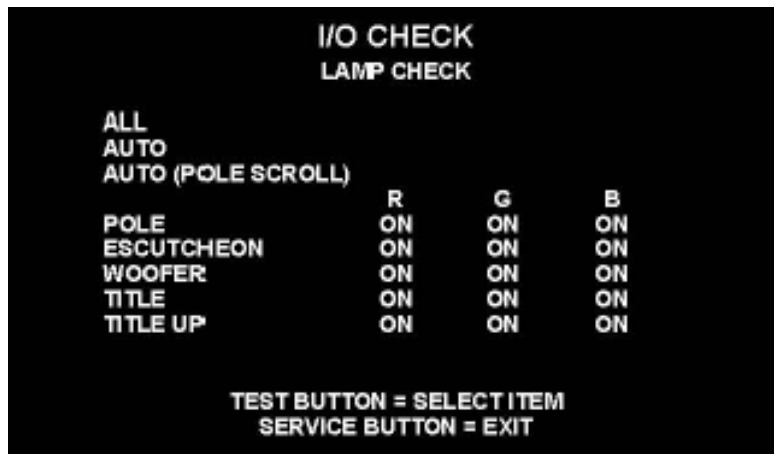 I/O CHECK
LAMP CHECK
ALL
AUTO
AUTO (POLE SCROLL)
R G B
POLE ON ON ON
ESCUTCHEON ON ON ON
WOOFER ON ON ON
TITLE ON ON ON
TITLE UP ON ON ON
TEST BUTTON = SELECT ITEM
SERVICE BUTTON = EXIT